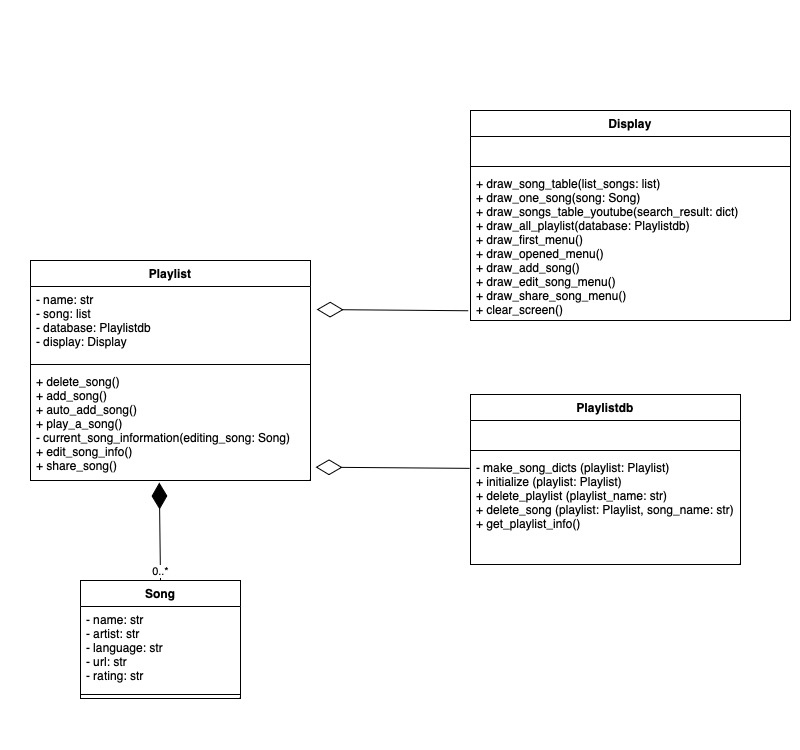 Display
+ draw_song_table(list_songs: list)
+ draw_one_song(song: Song)
+ draw_songs_table_youtube(search_result: dict)
+ draw_all_playlist(database: Playlistdb)
+ draw_first_menu()
+ draw_opened_menu()
+ draw_add_song()
+ draw_edit_song_menu()
+ draw_share_song_menu()
+ clear_screen()
Playlist
- name: str
- song: list
- database: Playlistdb
- display: Display
+ delete_song()
+ add_song()
+ auto_add_song()
+ play_a_song()
- current_song_information(editing_song: Song)
+ edit_song_info()
+ share_song()
Playlistdb
- make_song_dicts (playlist: Playlist)
+ initialize (playlist: Playlist)
+ delete_playlist (playlist_name: str)
+ delete_song (playlist: Playlist, song_name: str)
+ get_playlist_info()
0..*
Song
- name: str
- artist: str
- language: str
- url: str
- rating: str